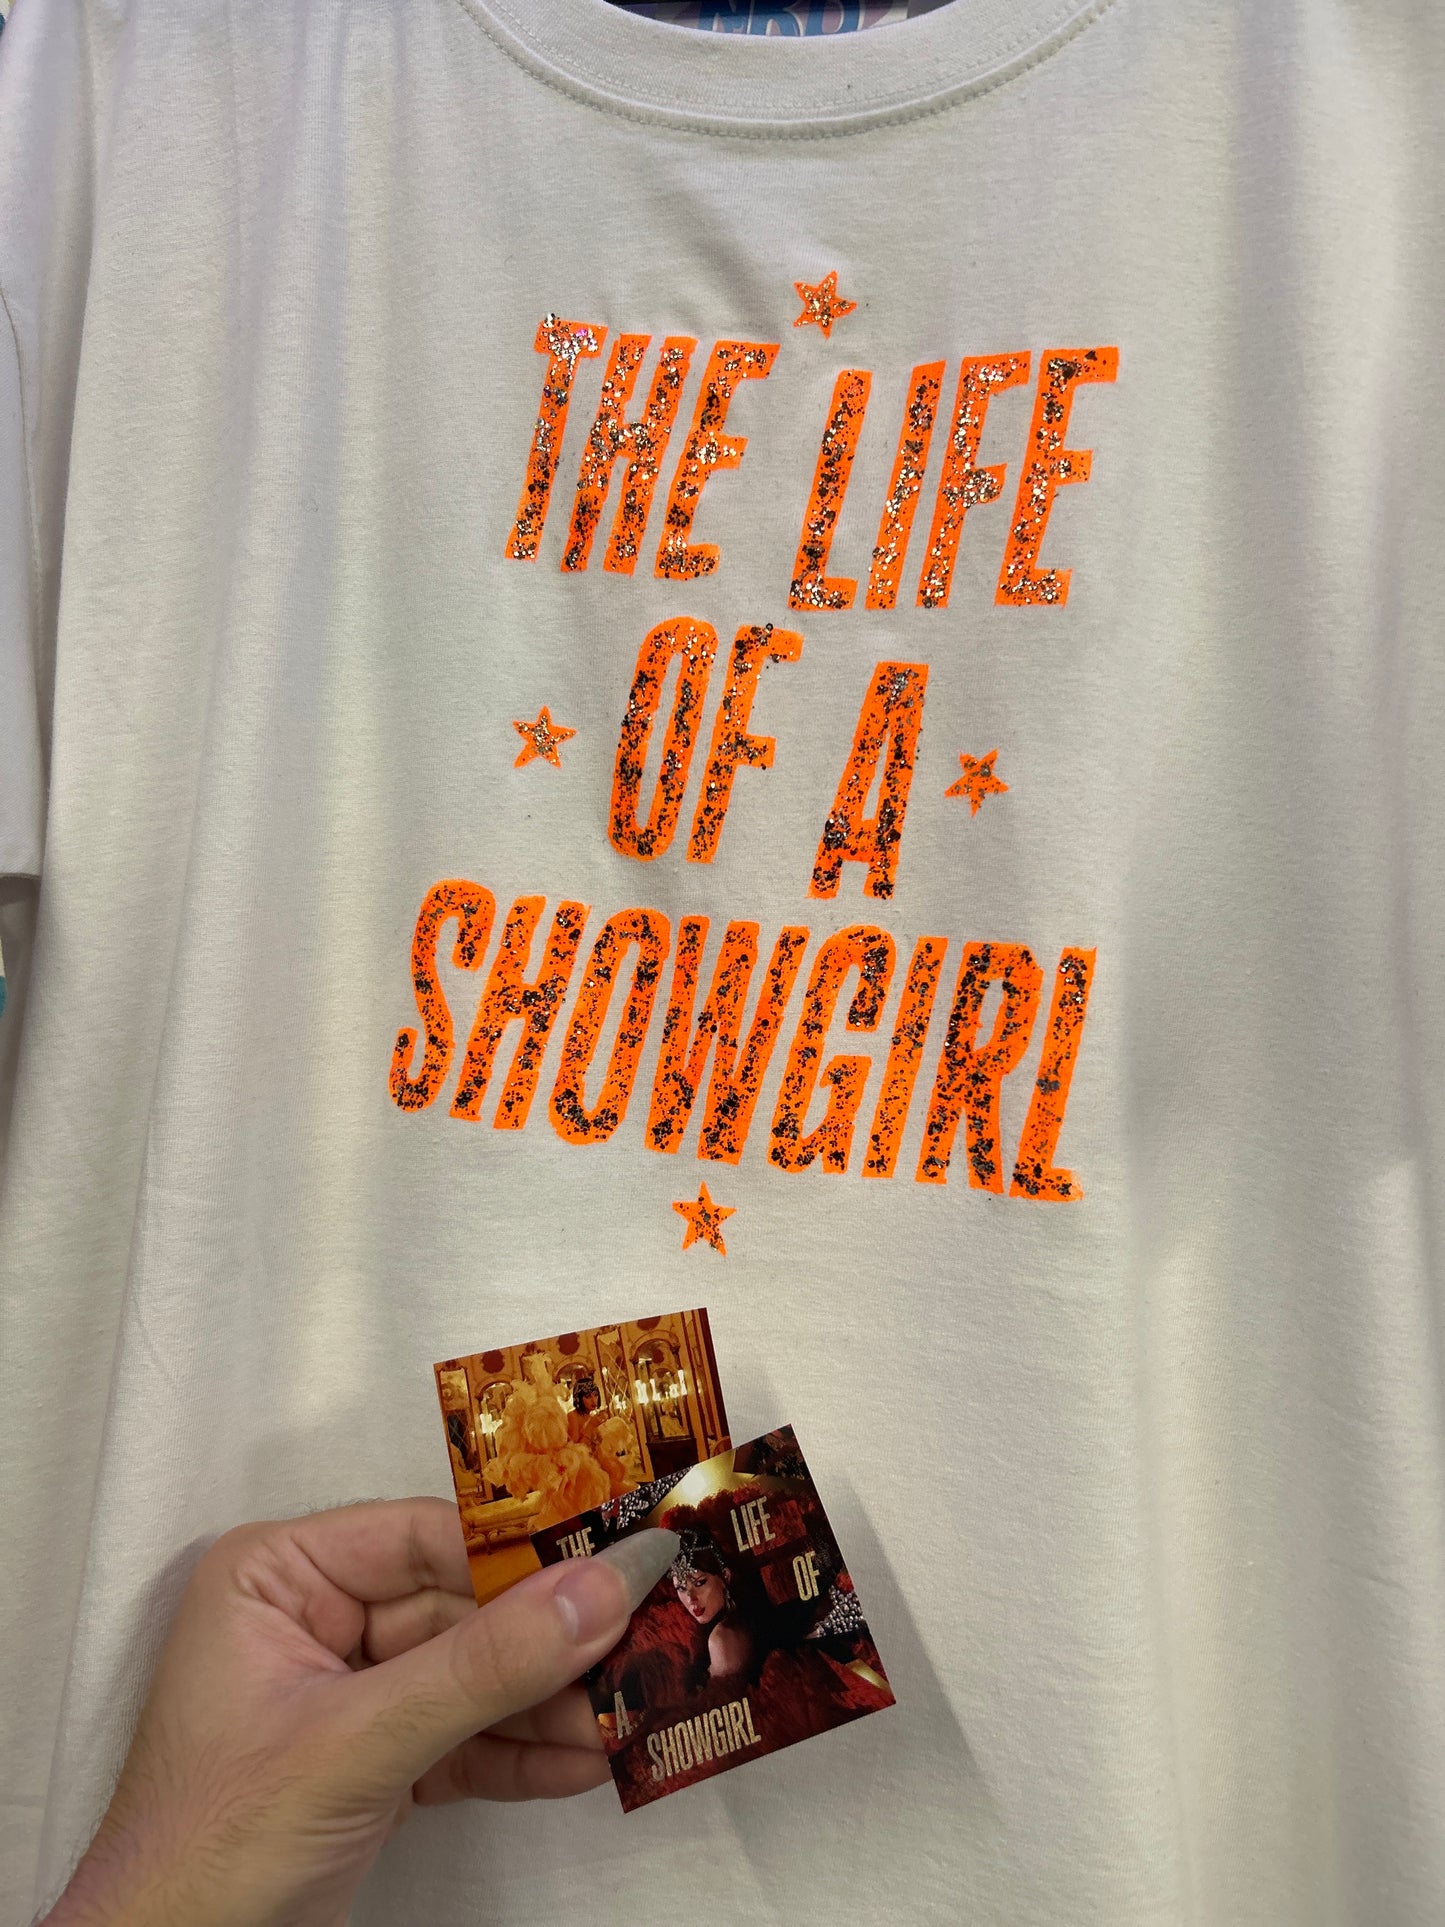 THE LIFE
OF A
SHOWGIRL
THE LIFE
OF
A
SHOWGIRL